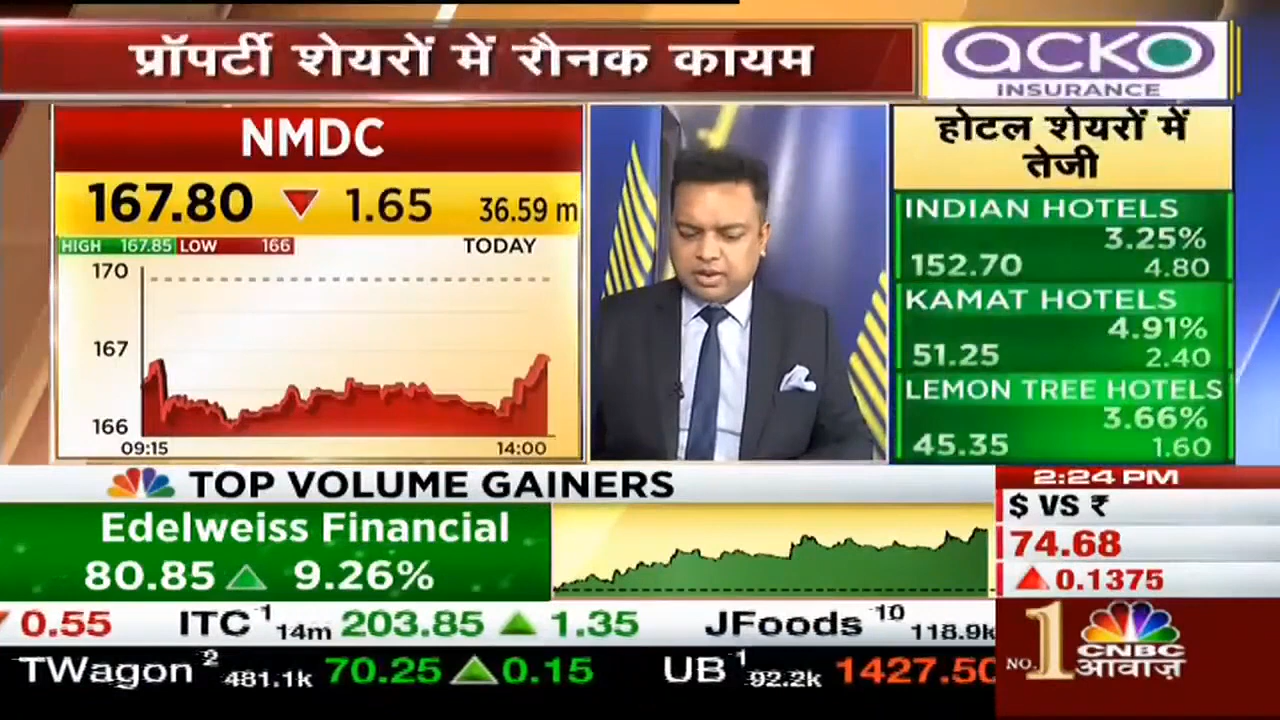 प्रॉपर्टी शेयरों में रौनक कायम
acko
INSURANCE
NMDC
167.80 ▼ 1.65 36.59 m
HIGH 167.85 LOW 166 TODAY
170
167
166
09:15 14:00
होटल शेयरों में
तेजी
INDIAN HOTELS
3.25%
152.70 4.80
KAMAT HOTELS
4.91%
51.25 2.40
LEMON TREE HOTELS
3.66%
45.35 1.60
TOP VOLUME GAINERS
Edelweiss Financial
80.85 ▲ 9.26%
2:24 PM
$ VS ₹
74.68
▲ 0.1375
▼ 0.55 ITC 1 14m 203.85 ▲ 1.35 JFoods 10 118.9k
TWagon 2 481.1k 70.25 ▲ 0.15 UB 1 92.2k 1427.50
NO.1 CNBC
आवाज़